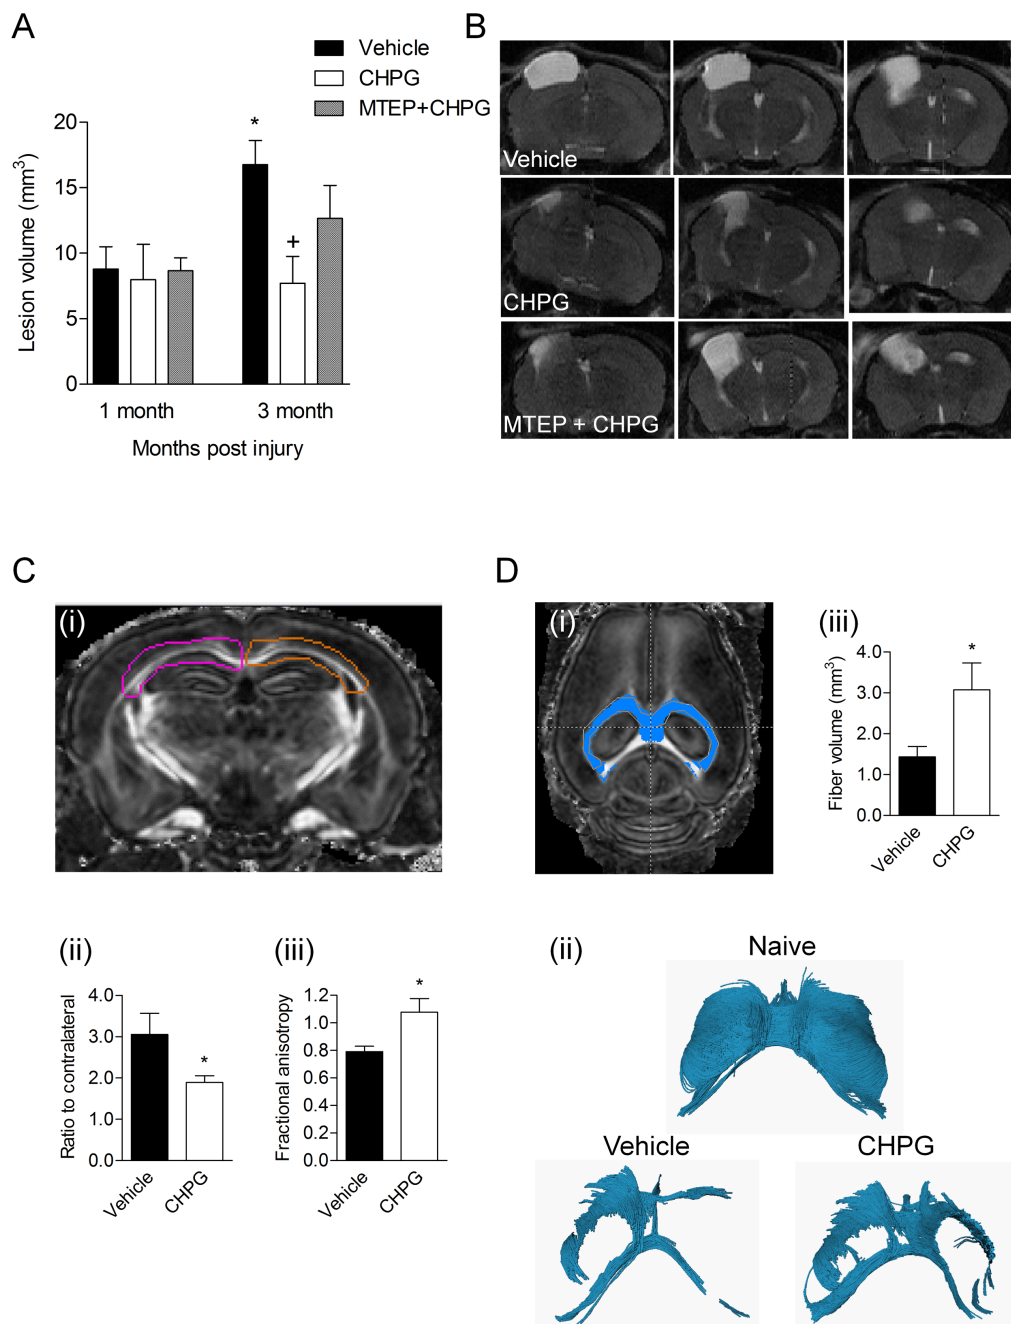 A
Vehicle
CHPG
MTEP+CHPG
Lesion volume (mm³)
20
15
10
5
0
*
+
1 month
3 month
Months post injury
B
Vehicle
CHPG
MTEP + CHPG
C
(i)
(ii)
Ratio to contralateral
4.0
3.0
2.0
1.0
0.0
*
Vehicle
CHPG
(iii)
Fractional anisotropy
1.2
1.0
0.8
0.6
0.4
0.2
0.0
*
Vehicle
CHPG
D
(i)
(iii)
Fiber volume (mm³)
4.0
3.0
2.0
1.0
0.0
*
Vehicle
CHPG
(ii)
Naive
Vehicle
CHPG